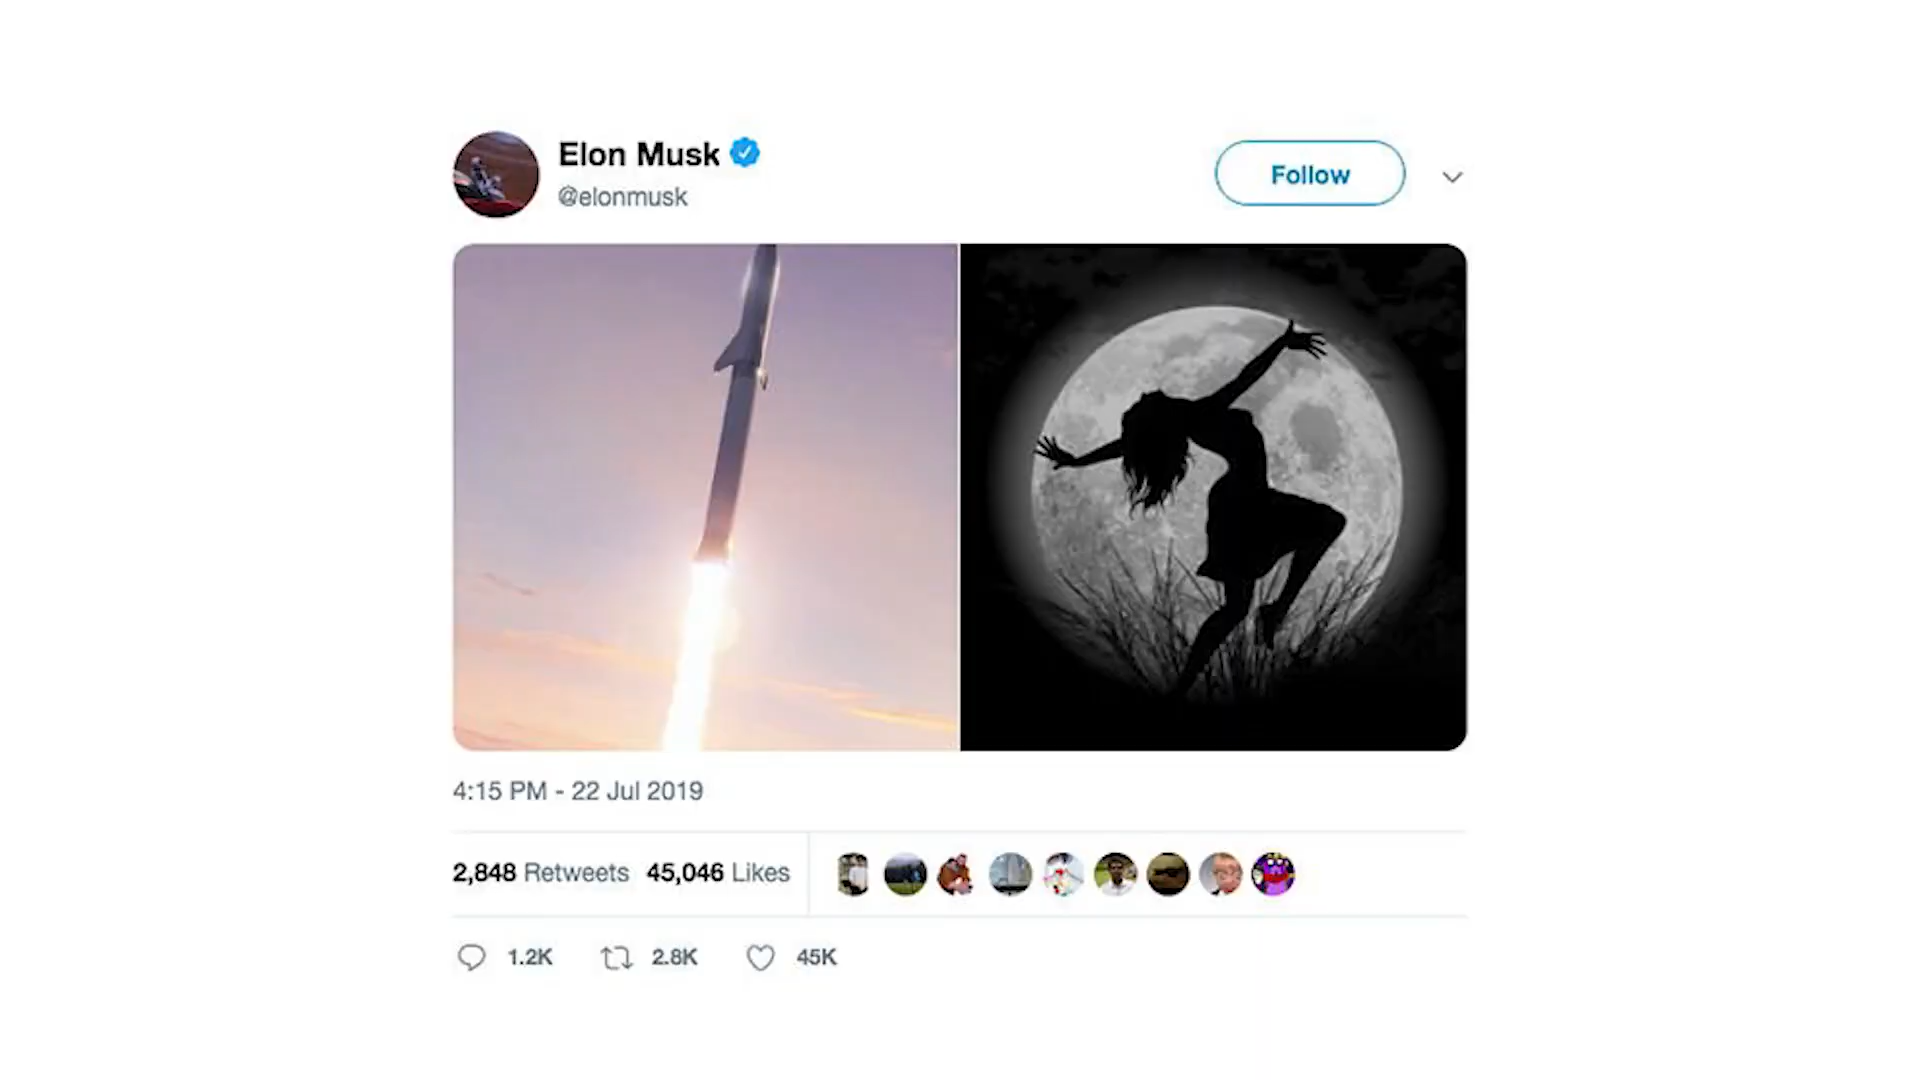 Elon Musk
@elonmusk
Follow
4:15 PM - 22 Jul 2019
2,848 Retweets 45,046 Likes
1.2K 2.8K 45K